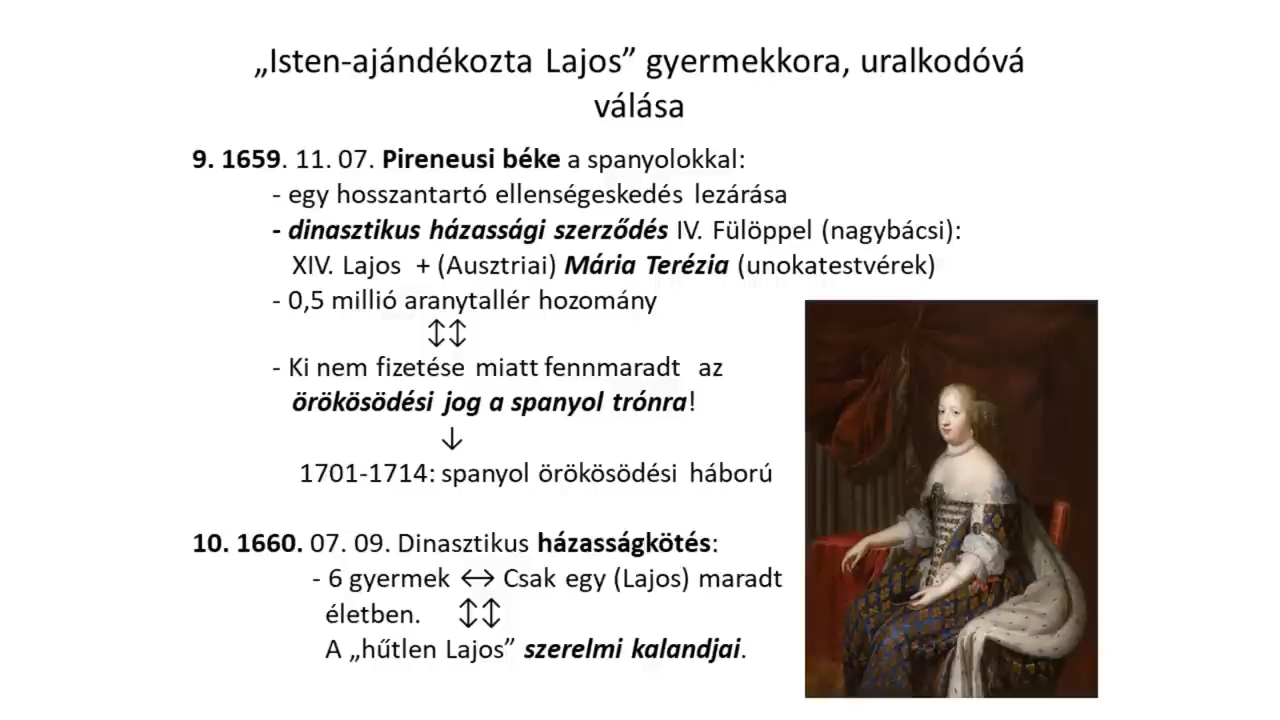 „Isten-ajándékozta Lajos” gyermekkora, uralkodóvá
válása
9. 1659. 11. 07. Pireneusi béke a spanyolokkal:
- egy hosszantartó ellenségeskedés lezárása
- dinasztikus házassági szerződés IV. Fülöppel (nagybácsi):
XIV. Lajos + (Ausztriai) Mária Terézia (unokatestvérek)
- 0,5 millió aranytallér hozomány
↕↕
- Ki nem fizetése miatt fennmaradt az
örökösödési jog a spanyol trónra!
↓
1701-1714: spanyol örökösödési háború
10. 1660. 07. 09. Dinasztikus házasságkötés:
- 6 gyermek ↔ Csak egy (Lajos) maradt
életben. ↕↕
A „hűtlen Lajos” szerelmi kalandjai.